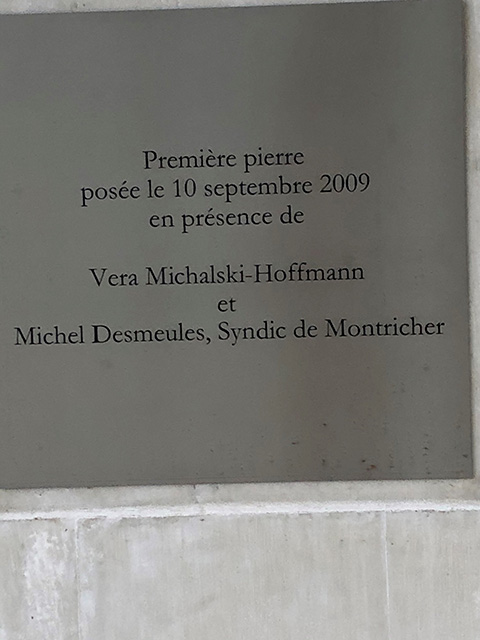 Première pierre
posée le 10 septembre 2009
en présence de
Vera Michalski-Hoffmann
et
Michel Desmeules, Syndic de Montricher